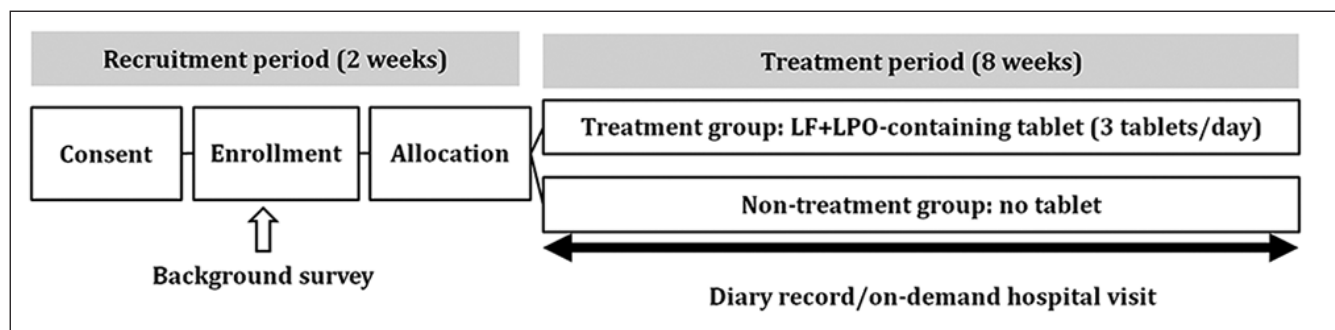 Recruitment period (2 weeks)
Treatment period (8 weeks)
Consent
Enrollment
Allocation
Treatment group: LF+LPO-containing tablet (3 tablets/day)
Non-treatment group: no tablet
Background survey
Diary record/on-demand hospital visit